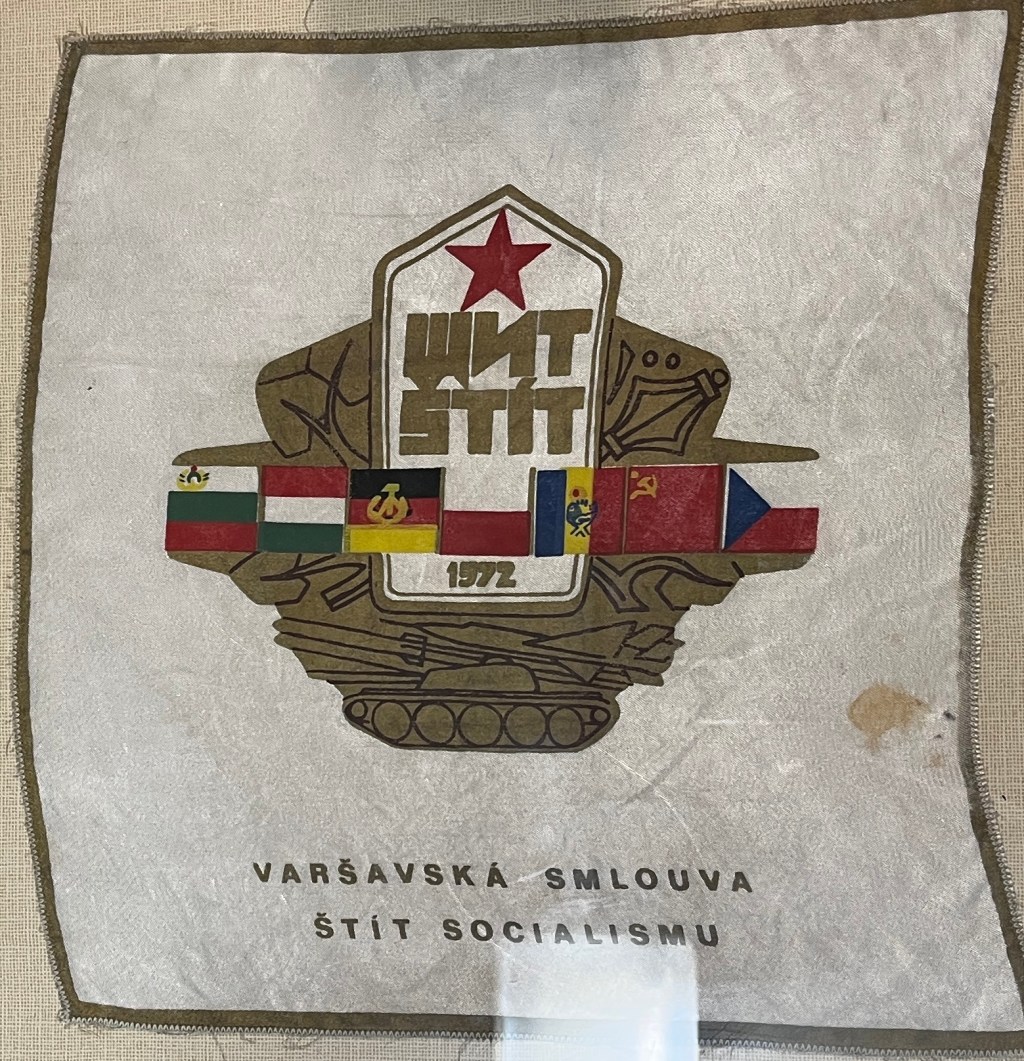 ЩИТ
ŠTÍT
1972
VARŠAVSKÁ SMLOUVA
ŠTÍT SOCIALISMU